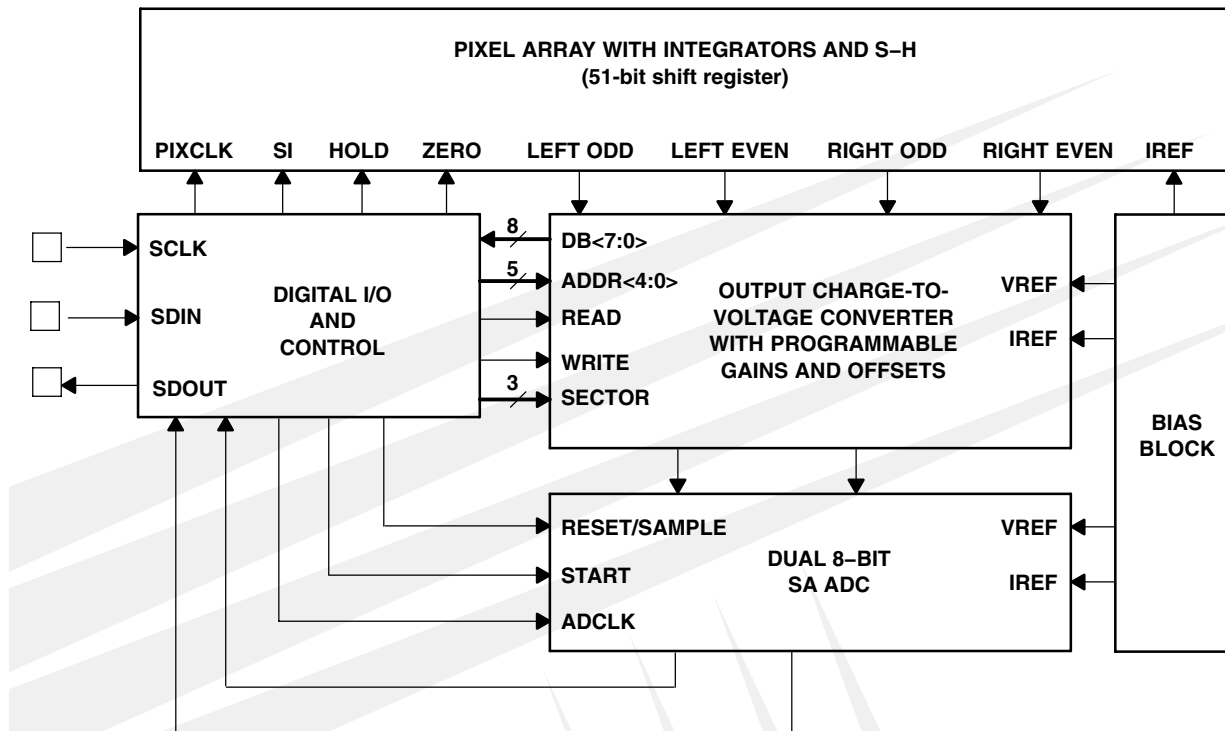 PIXEL ARRAY WITH INTEGRATORS AND S–H
(51-bit shift register)
PIXCLK SI HOLD ZERO LEFT ODD LEFT EVEN RIGHT ODD RIGHT EVEN IREF
SCLK
SDIN
SDOUT
DIGITAL I/O
AND
CONTROL
8
5
3
DB<7:0>
ADDR<4:0>
READ
WRITE
SECTOR
OUTPUT CHARGE-TO-
VOLTAGE CONVERTER
WITH PROGRAMMABLE
GAINS AND OFFSETS
VREF
IREF
BIAS
BLOCK
RESET/SAMPLE
START
ADCLK
DUAL 8–BIT
SA ADC
VREF
IREF